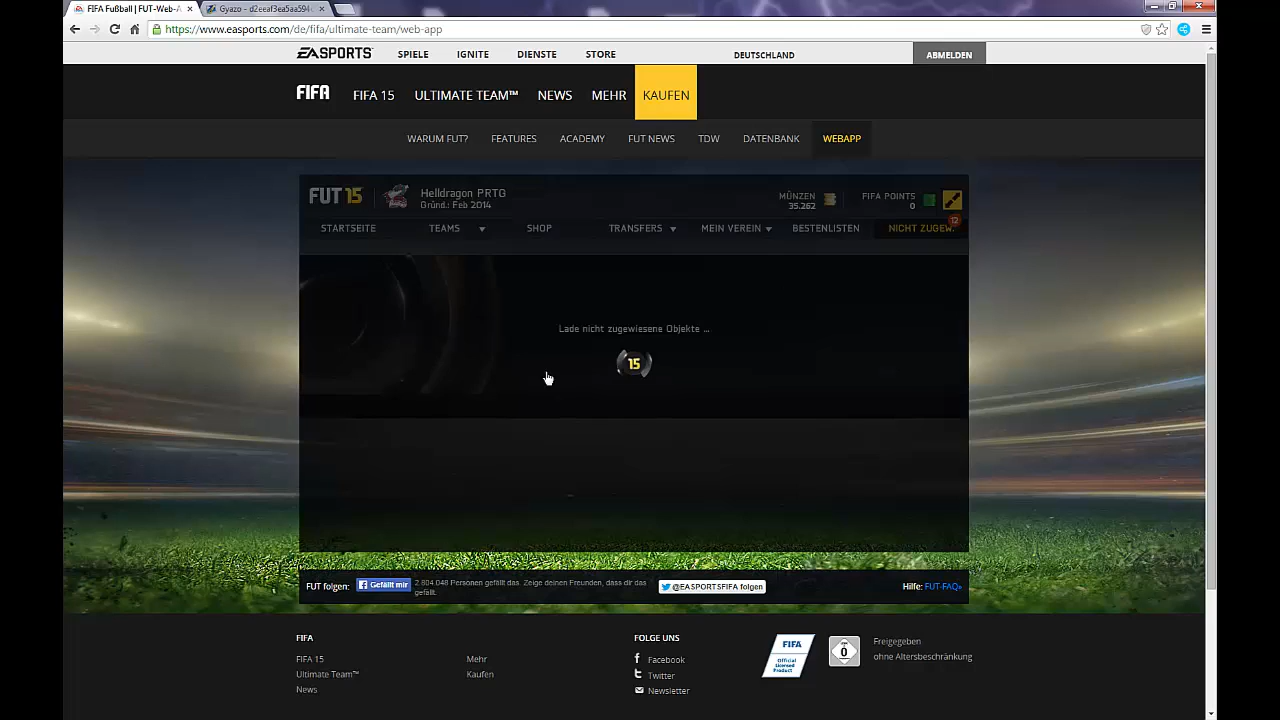 FIFA Fußball | FUT-Web-A
Gyazo - d2eeaf3ea5aa594
https://www.easports.com/de/fifa/ultimate-team/web-app
EA SPORTS
SPIELE
IGNITE
DIENSTE
STORE
DEUTSCHLAND
ABMELDEN
FIFA
FIFA 15
ULTIMATE TEAM™
NEWS
MEHR
KAUFEN
WARUM FUT?
FEATURES
ACADEMY
FUT NEWS
TDW
DATENBANK
WEBAPP
FUT 15
Helldragon PRTG
Gründ.: Feb 2014
MÜNZEN
35.262
FIFA POINTS
0
STARTSEITE
TEAMS
SHOP
TRANSFERS
MEIN VEREIN
BESTENLISTEN
NICHT ZUGEW.
12
Lade nicht zugewiesene Objekte ...
15
FUT folgen:
Gefällt mir
2.804.048 Personen gefällt das. Zeige deinen Freunden, dass dir das
gefällt.
@EASPORTSFIFA folgen
Hilfe: FUT-FAQ»
FIFA
FIFA 15
Ultimate Team™
News
Mehr
Kaufen
FOLGE UNS
Facebook
Twitter
Newsletter
FIFA
Official
Licensed
Product
0
Freigegeben
ohne Altersbeschränkung